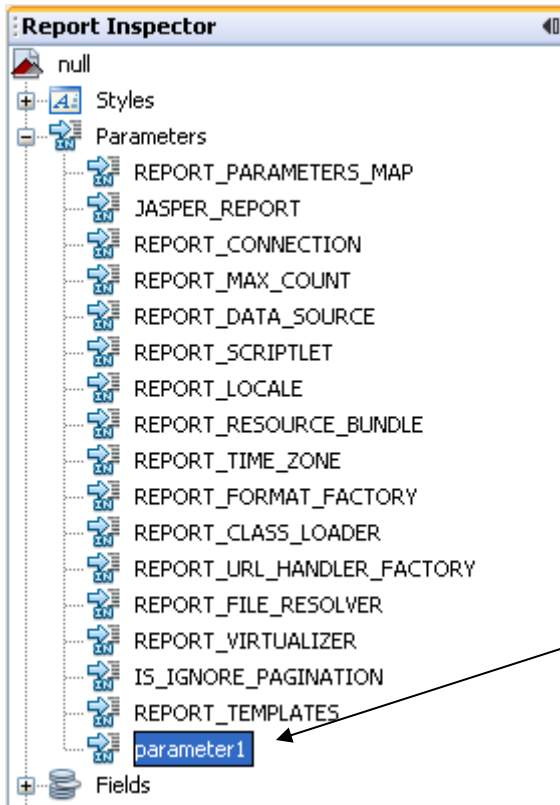 Report Inspector
null
Styles
Parameters
REPORT_PARAMETERS_MAP
JASPER_REPORT
REPORT_CONNECTION
REPORT_MAX_COUNT
REPORT_DATA_SOURCE
REPORT_SCRIPTLET
REPORT_LOCALE
REPORT_RESOURCE_BUNDLE
REPORT_TIME_ZONE
REPORT_FORMAT_FACTORY
REPORT_CLASS_LOADER
REPORT_URL_HANDLER_FACTORY
REPORT_FILE_RESOLVER
REPORT_VIRTUALIZER
IS_IGNORE_PAGINATION
REPORT_TEMPLATES
parameter1
Fields